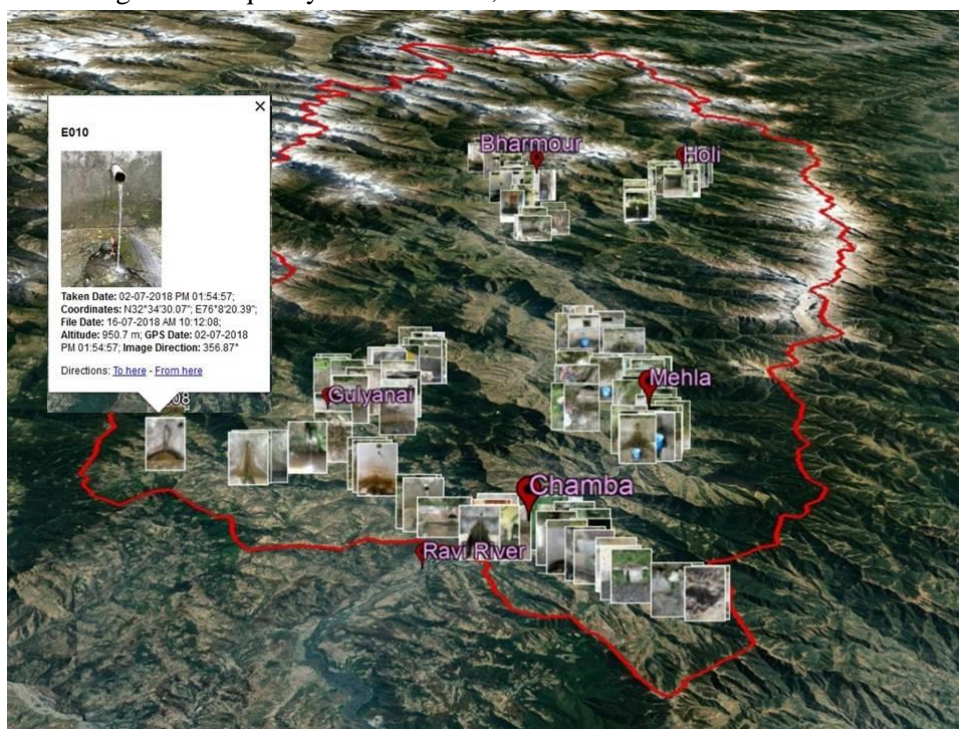 Bharmour
Holi
×
E010
Taken Date: 02-07-2018 PM 01:54:57;
Coordinates: N32°34'30.07"; E76°8'20.39";
File Date: 16-07-2018 AM 10:12:08;
Altitude: 950.7 m; GPS Date: 02-07-2018
PM 01:54:57; Image Direction: 356.87°
Directions: To here - From here
08
Gulyanai
Mehla
Chamba
Ravi River